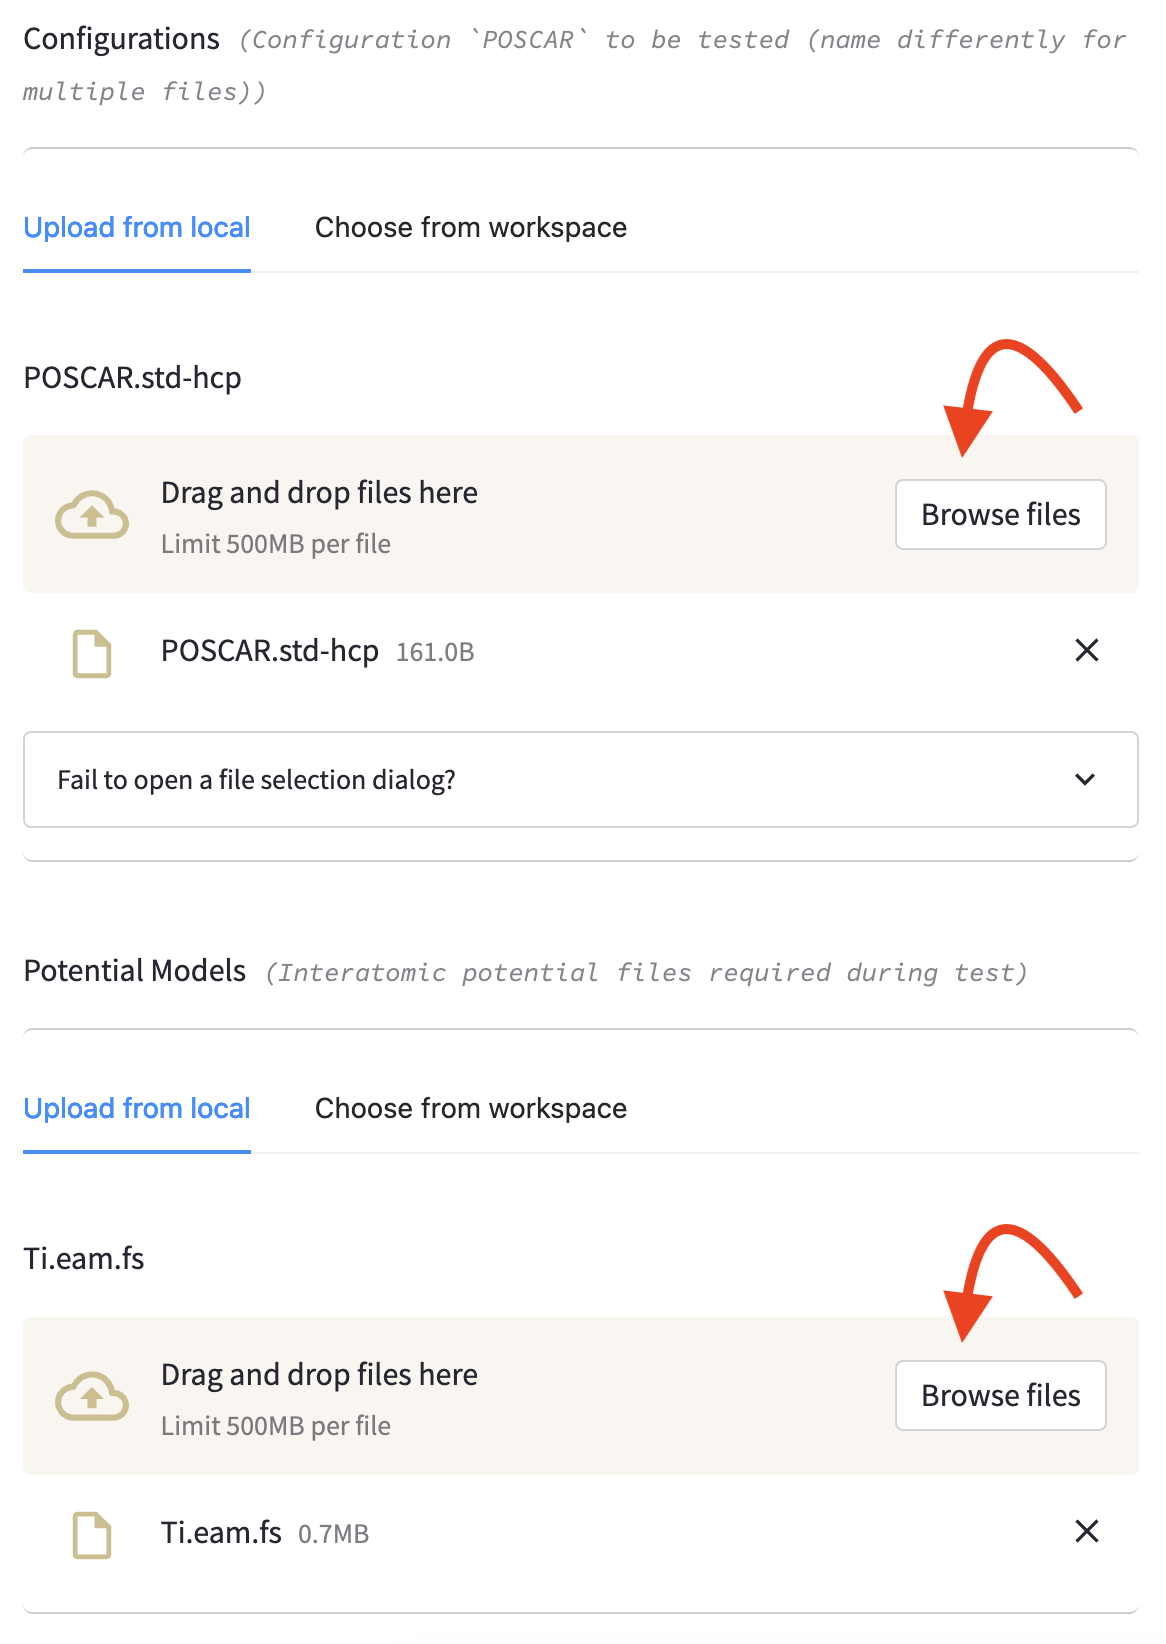 Configurations (Configuration `POSCAR` to be tested (name differently for
multiple files))
Upload from local Choose from workspace
POSCAR.std-hcp
Drag and drop files here
Limit 500MB per file
Browse files
POSCAR.std-hcp 161.0B
Fail to open a file selection dialog?
Potential Models (Interatomic potential files required during test)
Upload from local Choose from workspace
Ti.eam.fs
Drag and drop files here
Limit 500MB per file
Browse files
Ti.eam.fs 0.7MB